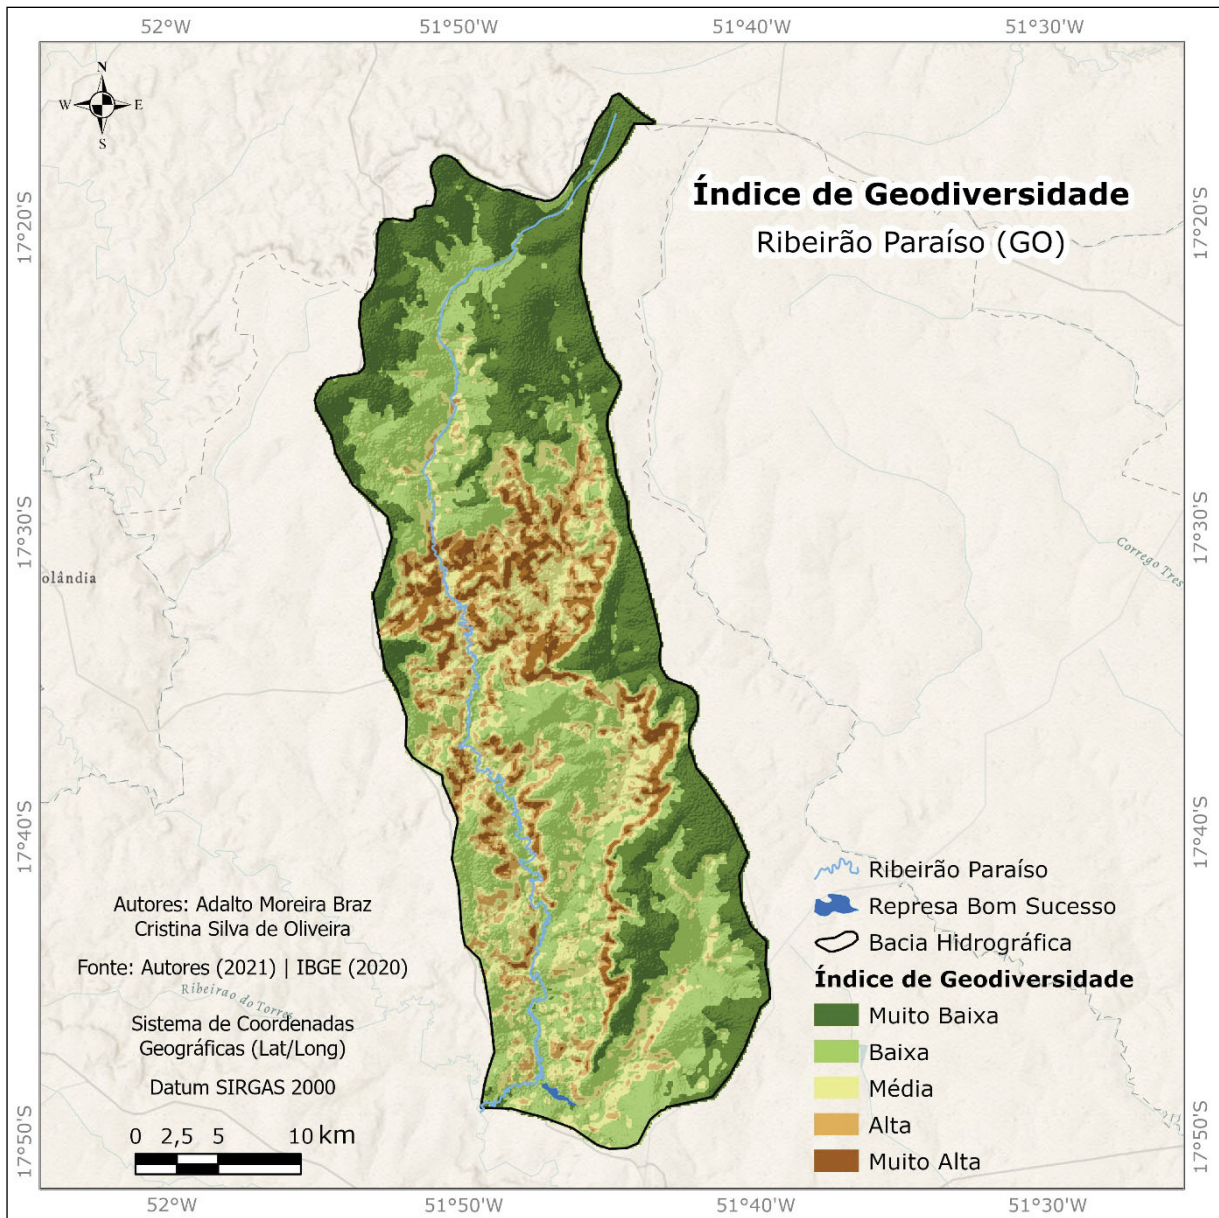 52°W 51°50'W 51°40'W 51°30'W
N
W E
S
Índice de Geodiversidade
Ribeirão Paraíso (GO)
17°20'S 17°20'S
17°30'S 17°30'S
Corrego Tres
olândia
17°40'S 17°40'S
Ribeirão Paraíso
Represa Bom Sucesso
Bacia Hidrográfica
Índice de Geodiversidade
Muito Baixa
Baixa
Média
Alta
Muito Alta
Autores: Adalto Moreira Braz
Cristina Silva de Oliveira
Fonte: Autores (2021) | IBGE (2020)
Ribeirao do Torres
Sistema de Coordenadas
Geográficas (Lat/Long)
Datum SIRGAS 2000
0 2,5 5 10 km
17°50'S 17°50'S
52°W 51°50'W 51°40'W 51°30'W